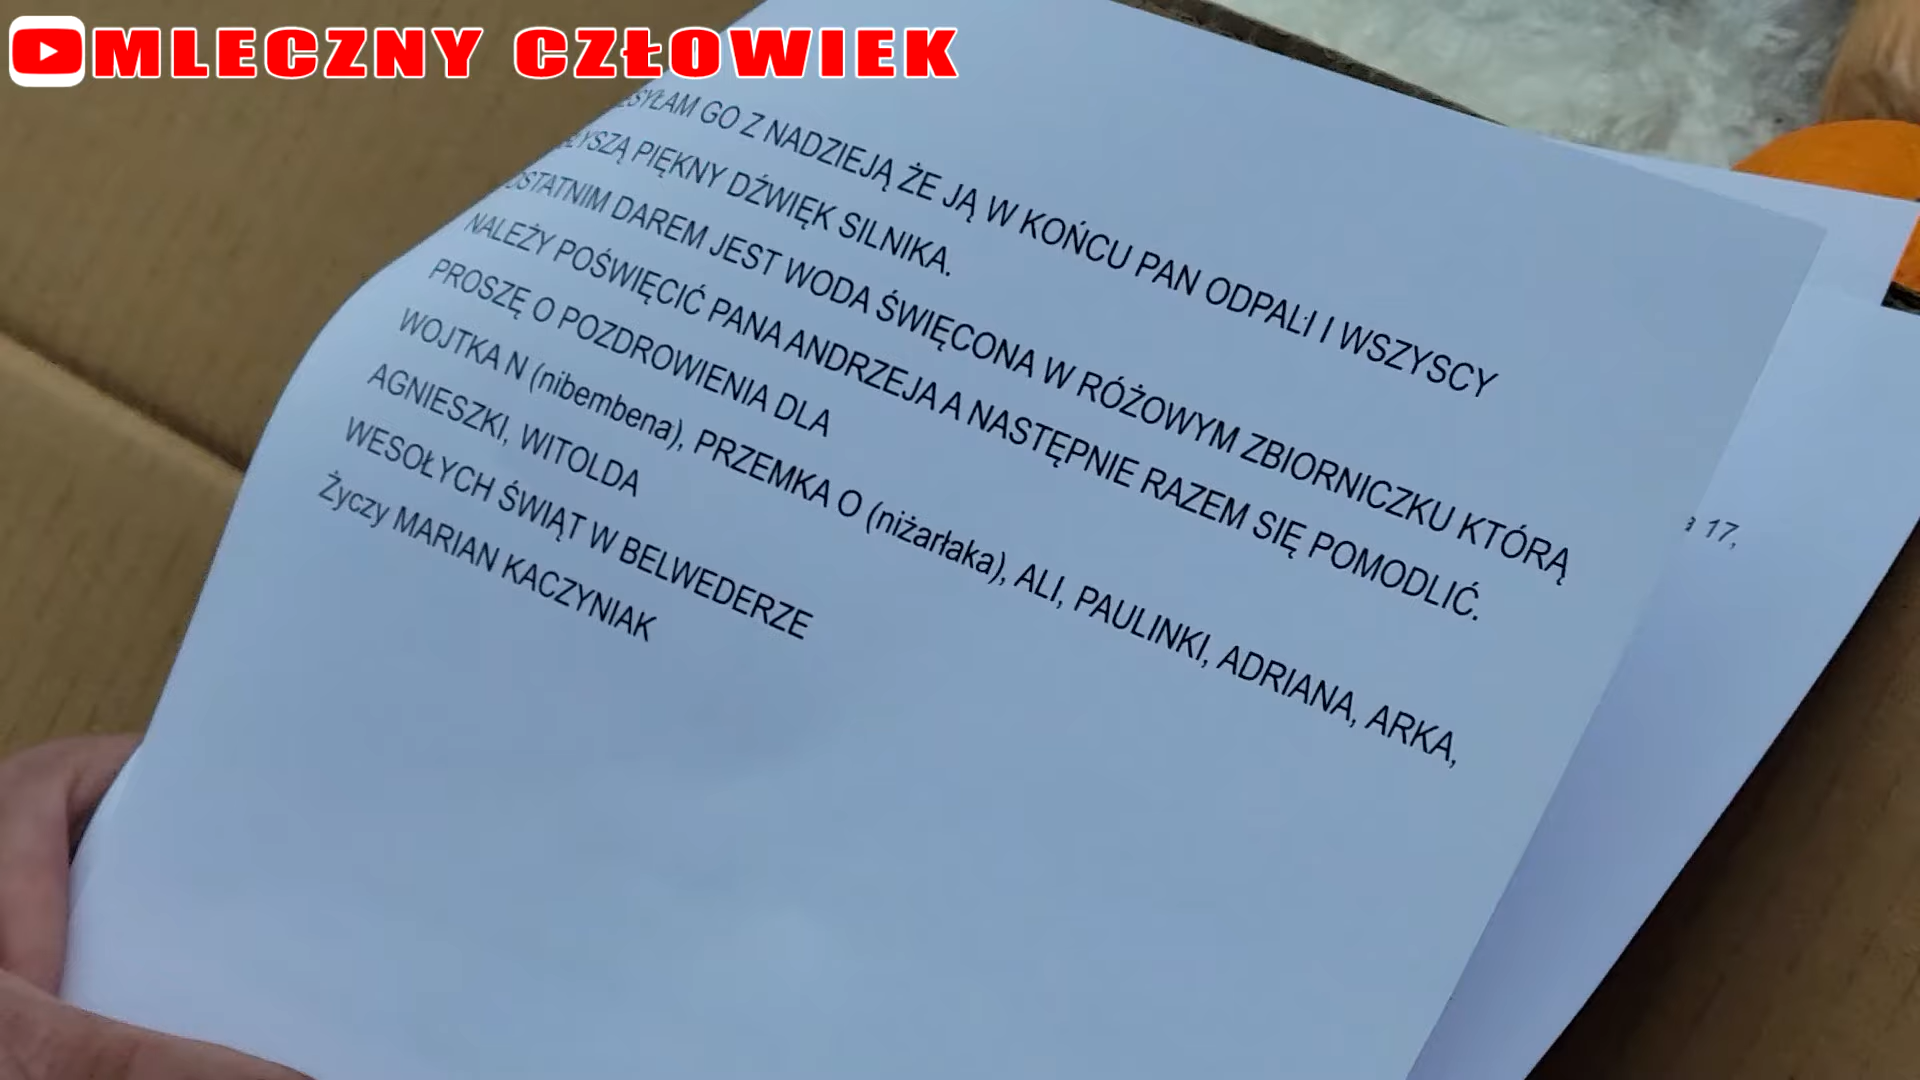 MLECZNY CZŁOWIEK
GO Z NADZIEJĄ ŻE JĄ W KOŃCU PAN ODPALI I WSZYSCY
PIĘKNY DŹWIĘK SILNIKA.
OSTATNIM DAREM JEST WODA ŚWIĘCONA W RÓŻOWYM ZBIORNICZKU KTÓRĄ
NALEŻY POŚWIĘCIĆ PANA ANDRZEJA A NASTĘPNIE RAZEM SIĘ POMODLIĆ.
PROSZĘ O POZDROWIENIA DLA
WOJTKA N (nibembena), PRZEMKA O (niżarłaka), ALI, PAULINKI, ADRIANA, ARKA,
AGNIESZKI, WITOLDA
WESOŁYCH ŚWIĄT W BELWEDERZE
Życzy MARIAN KACZYNIAK
17,